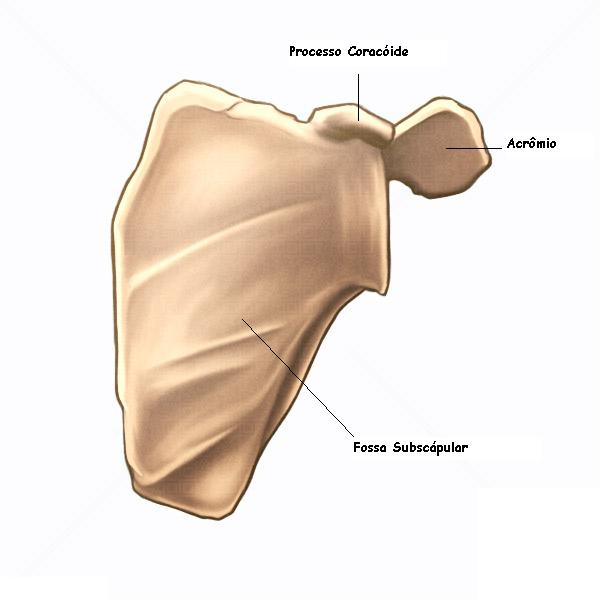 Processo Coracóide
Acrômio
Fossa Subscápular